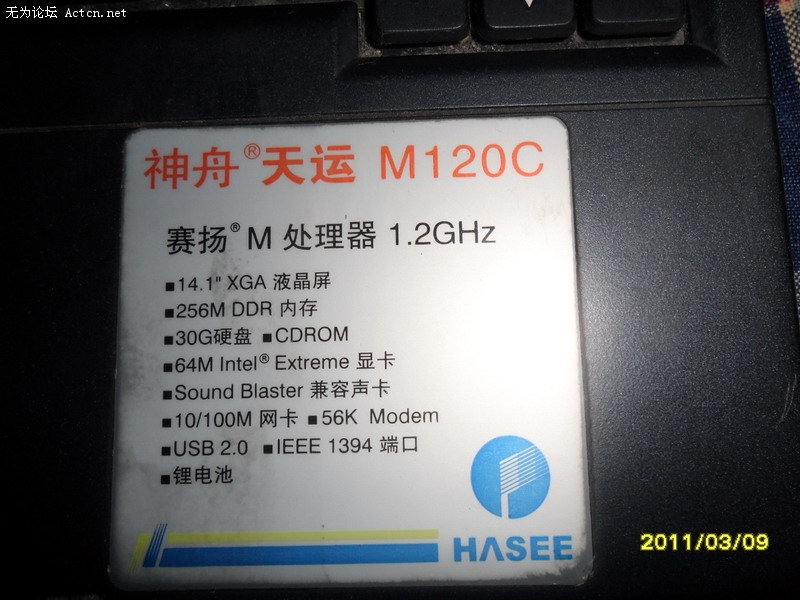 无为论坛 Actcn.net
神舟®天运 M120C
赛扬®M 处理器 1.2GHz
■14.1" XGA 液晶屏
■256M DDR 内存
■30G硬盘 ■CDROM
■64M Intel® Extreme 显卡
■Sound Blaster 兼容声卡
■10/100M 网卡 ■56K Modem
■USB 2.0 ■IEEE 1394 端口
■锂电池
HASEE
2011/03/09